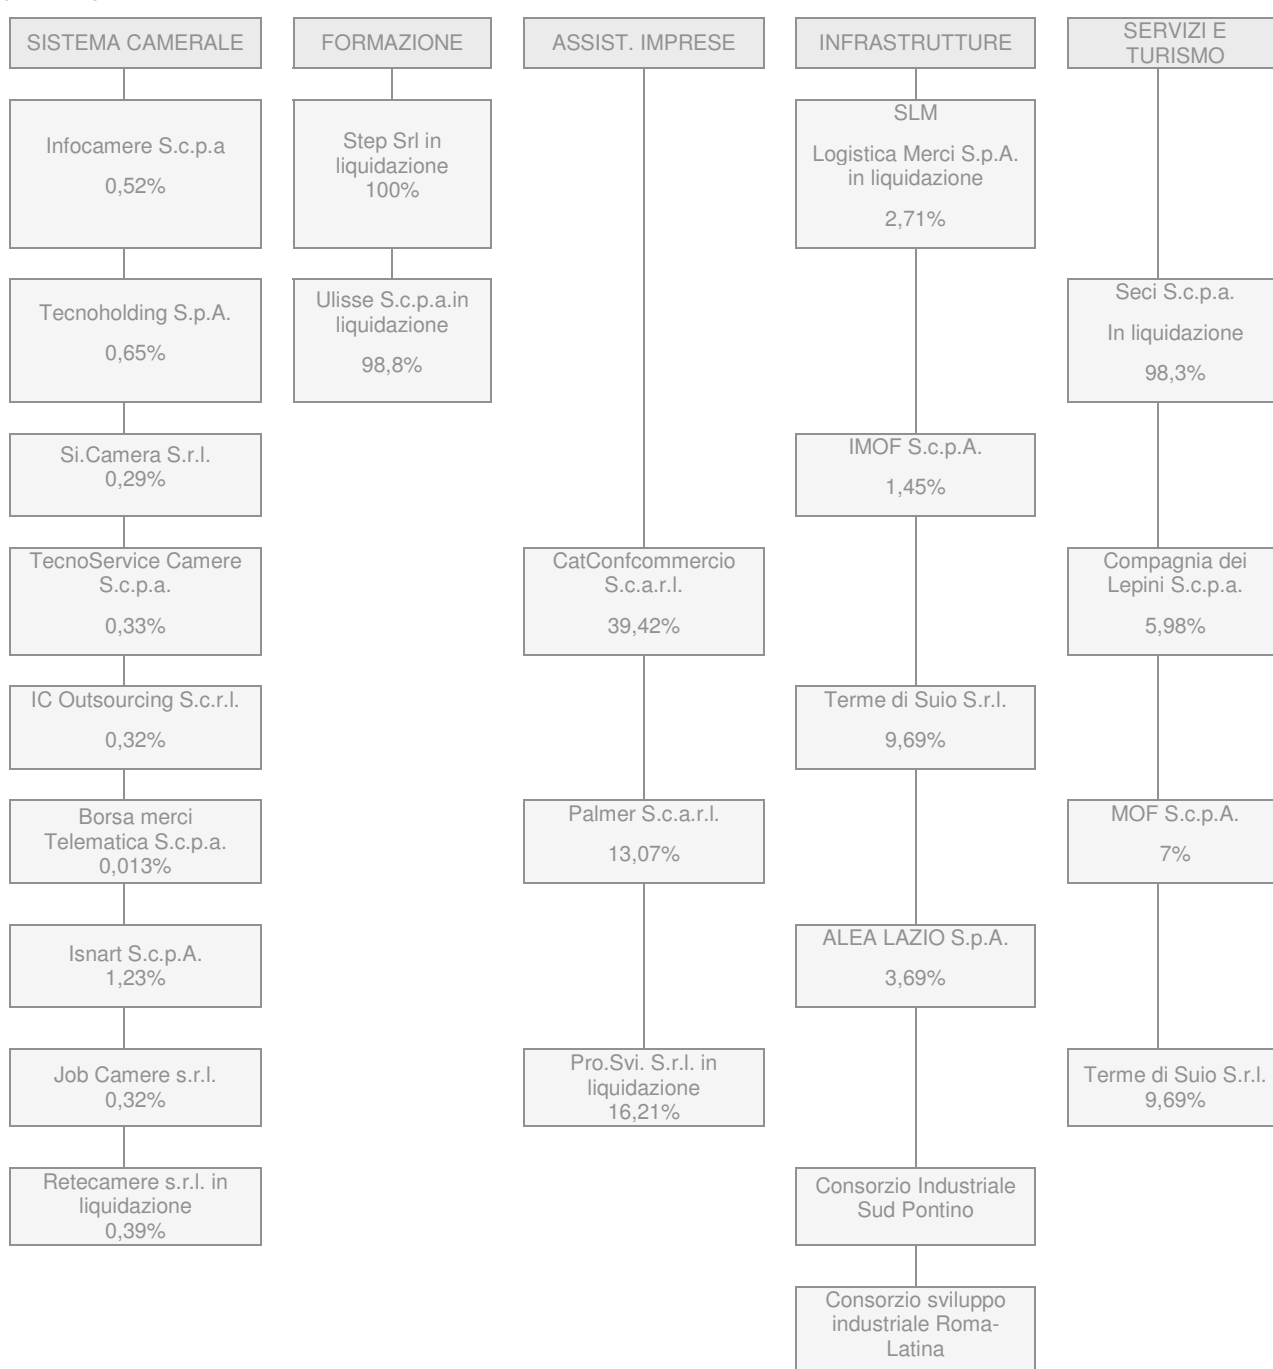 SISTEMA CAMERALE
Infocamere S.c.p.a
0,52%
Tecnoholding S.p.A.
0,65%
Si.Camera S.r.l.
0,29%
TecnoService Camere
S.c.p.a.
0,33%
IC Outsourcing S.c.r.l.
0,32%
Borsa merci
Telematica S.c.p.a.
0,013%
Isnart S.c.p.A.
1,23%
Job Camere s.r.l.
0,32%
Retecamere s.r.l. in
liquidazione
0,39%
FORMAZIONE
Step Srl in
liquidazione
100%
Ulisse S.c.p.a.in
liquidazione
98,8%
ASSIST. IMPRESE
CatConfcommercio
S.c.a.r.l.
39,42%
Palmer S.c.a.r.l.
13,07%
Pro.Svi. S.r.l. in
liquidazione
16,21%
INFRASTRUTTURE
SLM
Logistica Merci S.p.A.
in liquidazione
2,71%
IMOF S.c.p.A.
1,45%
Terme di Suio S.r.l.
9,69%
ALEA LAZIO S.p.A.
3,69%
Consorzio Industriale
Sud Pontino
Consorzio sviluppo
industriale Roma-
Latina
SERVIZI E
TURISMO
Seci S.c.p.a.
In liquidazione
98,3%
Compagnia dei
Lepini S.c.p.a.
5,98%
MOF S.c.p.A.
7%
Terme di Suio S.r.l.
9,69%